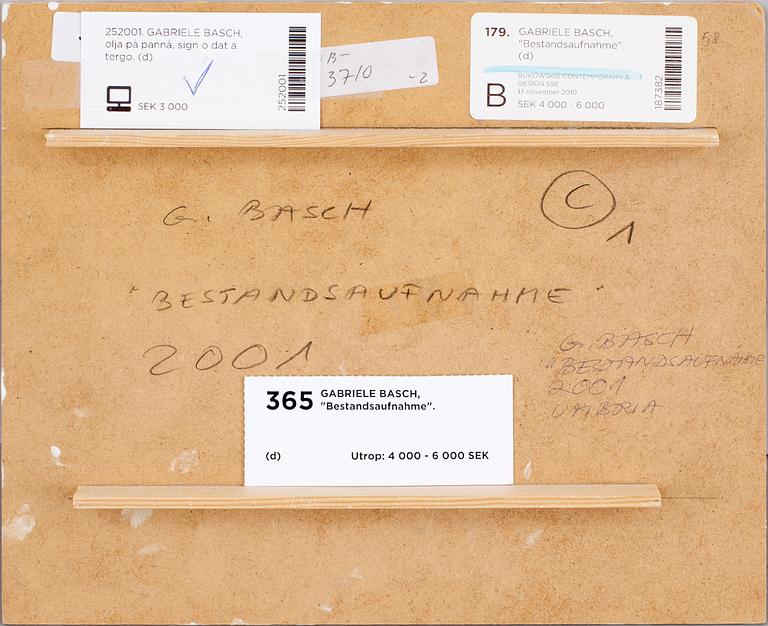 252001. GABRIELE BASCH,
olja på pannå, sign o dat a
tergo. (d)
SEK 3 000
252001
B-
3710 -2
179. GABRIELE BASCH,
"Bestandsaufnahme".
(d)
BUKOWSKIS CONTEMPORARY &
DESIGN 558
17 november 2010
B SEK 4 000 - 6 000
187382
58
G. BASCH
C
1
"BESTANDSAUFNAHME"
2001
G. BASCH
"BESTANDSAUFNAHME
2001
UMBRIA
365 GABRIELE BASCH,
"Bestandsaufnahme".
(d) Utrop: 4 000 - 6 000 SEK